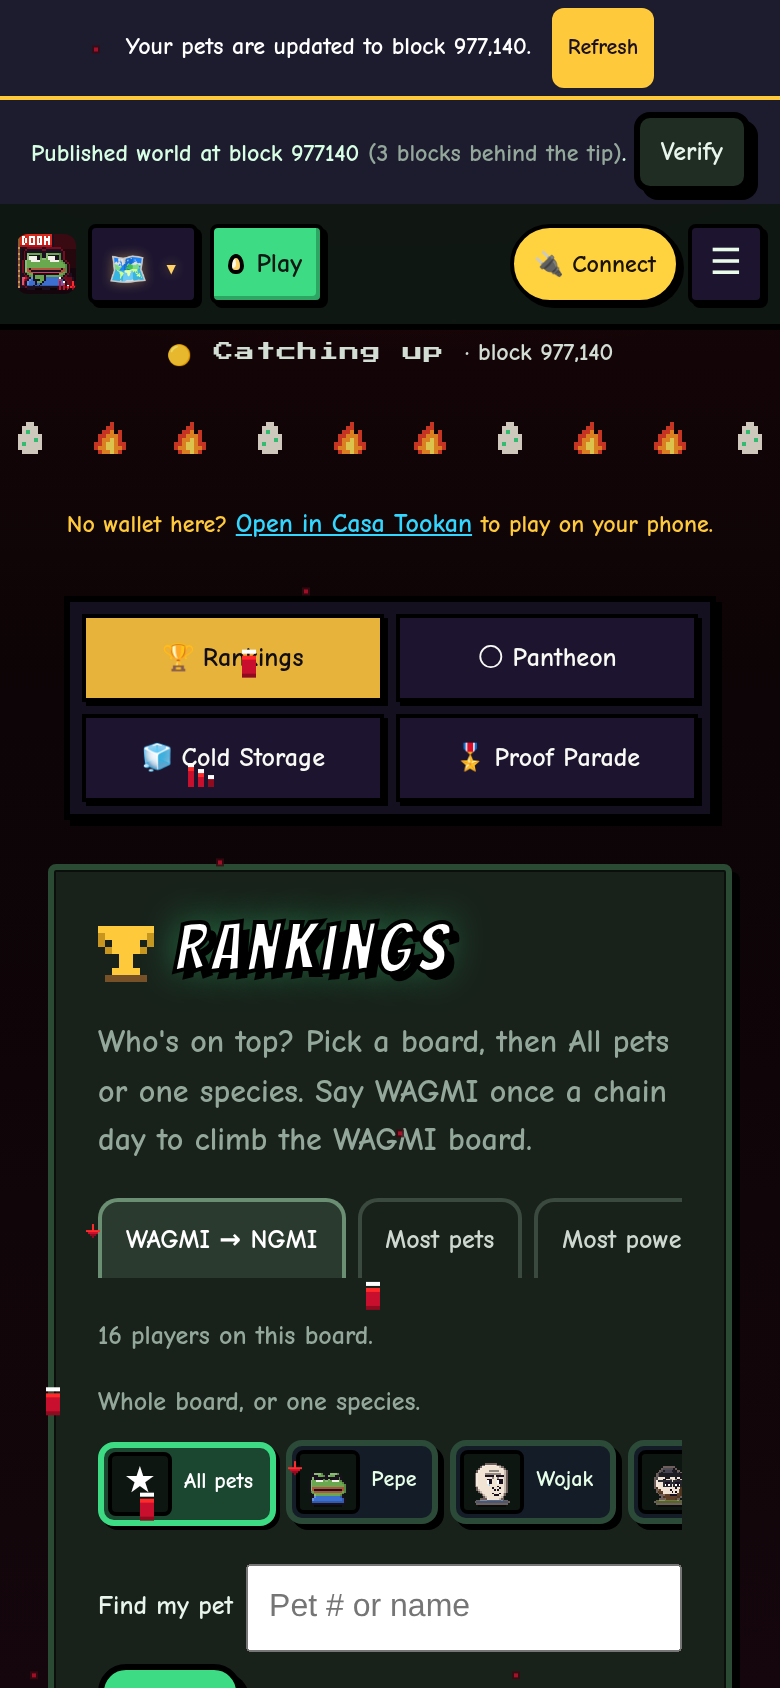 Your pets are updated to block 977,140.
Refresh
Published world at block 977140 (3 blocks behind the tip).
Verify
DOOM
Play
Connect
Catching up · block 977,140
No wallet here? Open in Casa Tookan to play on your phone.
Rankings
Pantheon
Cold Storage
Proof Parade
RANKINGS
Who's on top? Pick a board, then All pets
or one species. Say WAGMI once a chain
day to climb the WAGMI board.
WAGMI → NGMI
Most pets
Most powe
16 players on this board.
Whole board, or one species.
All pets
Pepe
Wojak
Find my pet
Pet # or name